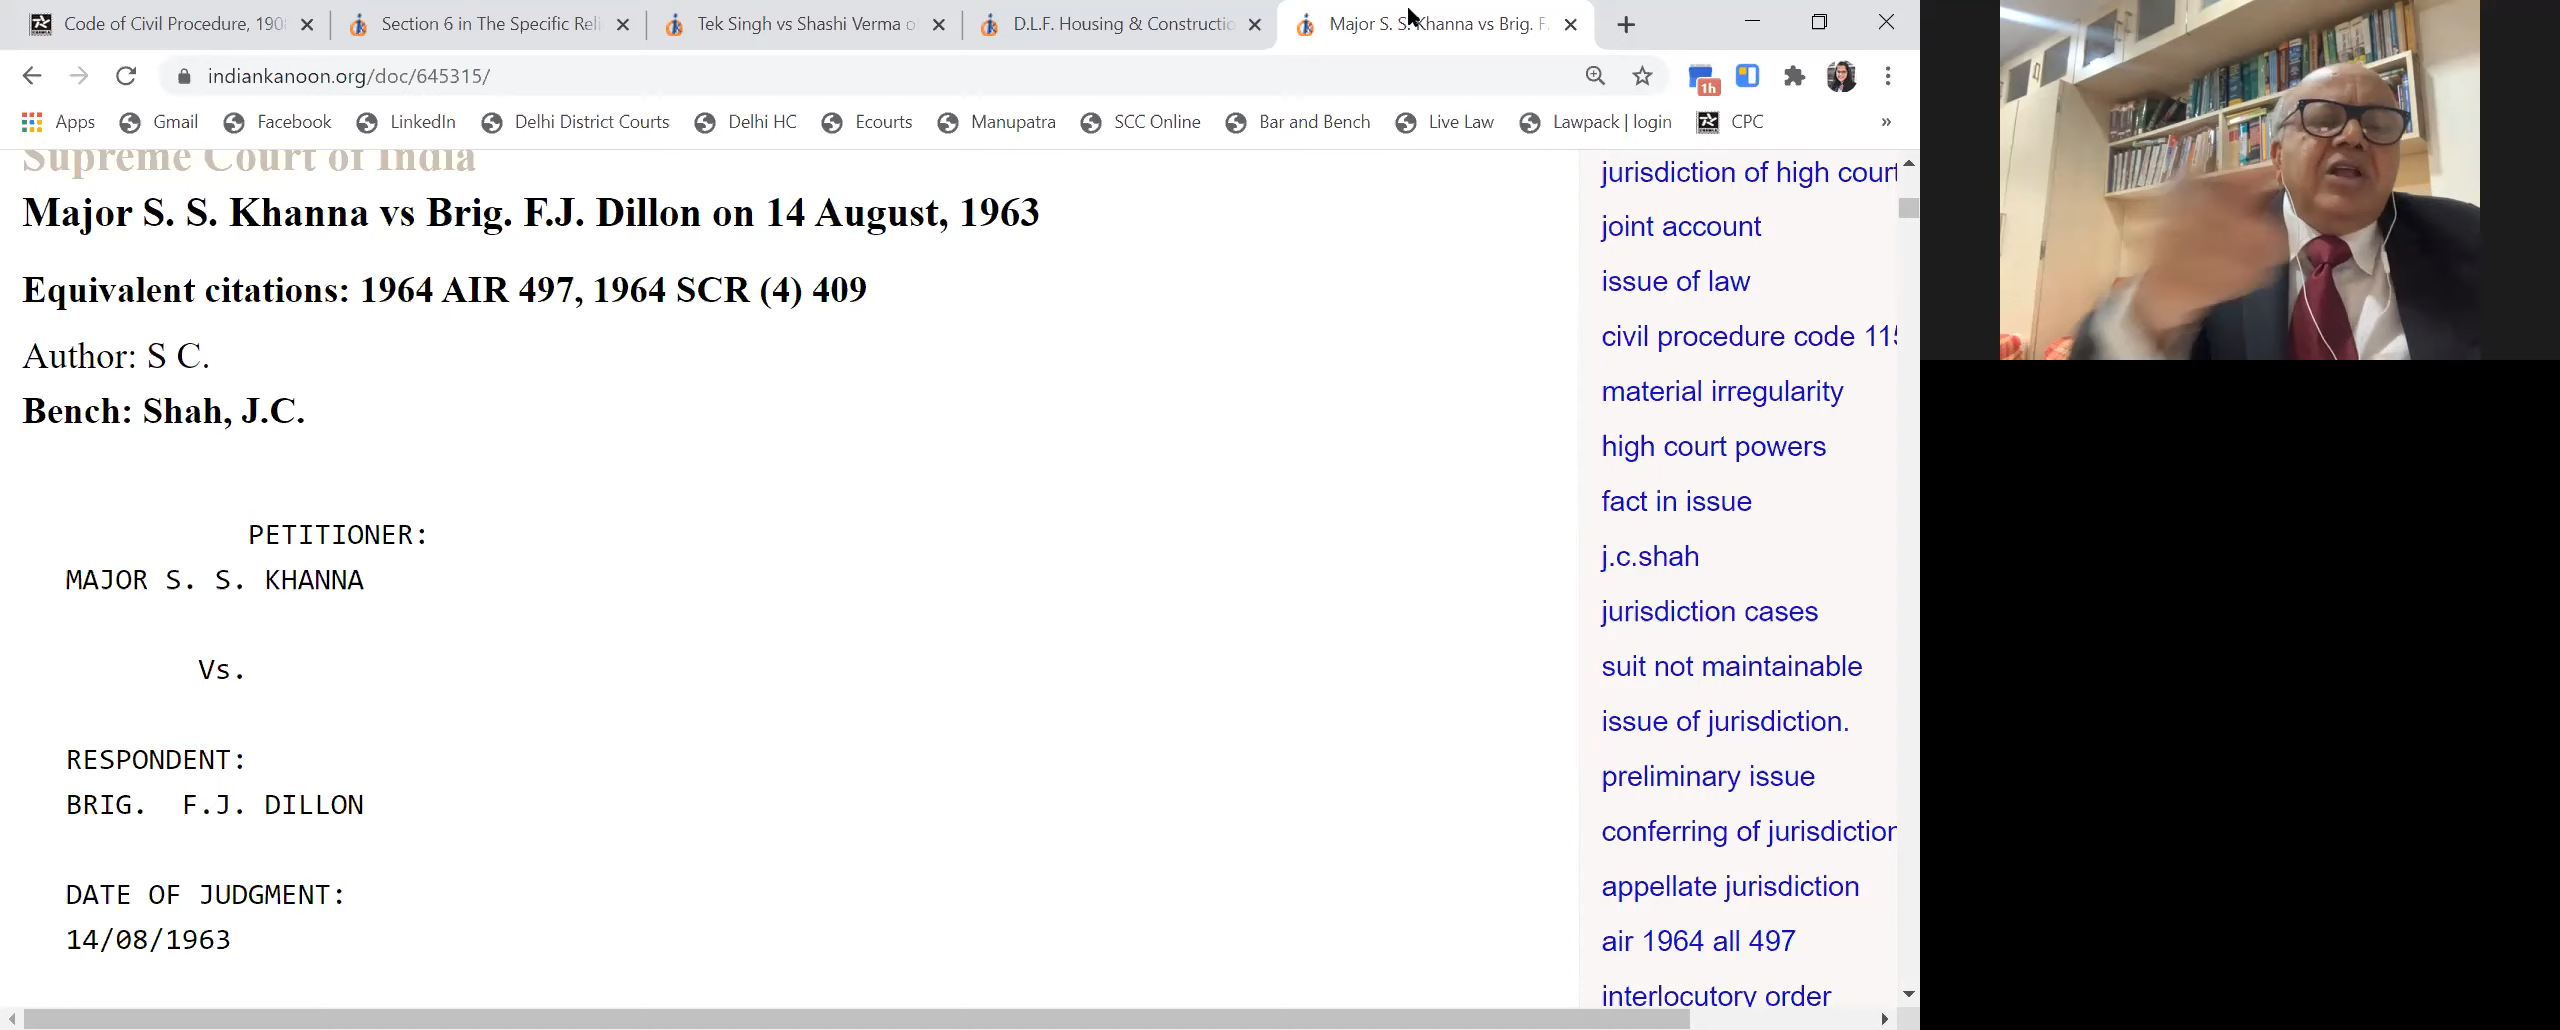 Code of Civil Procedure, 190
Section 6 in The Specific Reli
Tek Singh vs Shashi Verma o
D.L.F. Housing & Constructio
Major S. S. Khanna vs Brig. F.
indiankanoon.org/doc/645315/
1h
Apps Gmail Facebook LinkedIn Delhi District Courts Delhi HC Ecourts Manupatra SCC Online Bar and Bench Live Law Lawpack | login CPC »
Supreme Court of India
Major S. S. Khanna vs Brig. F.J. Dillon on 14 August, 1963
Equivalent citations: 1964 AIR 497, 1964 SCR (4) 409
Author: S C.
Bench: Shah, J.C.
PETITIONER:
MAJOR S. S. KHANNA
Vs.
RESPONDENT:
BRIG. F.J. DILLON
DATE OF JUDGMENT:
14/08/1963
jurisdiction of high court
joint account
issue of law
civil procedure code 115
material irregularity
high court powers
fact in issue
j.c.shah
jurisdiction cases
suit not maintainable
issue of jurisdiction.
preliminary issue
conferring of jurisdiction
appellate jurisdiction
air 1964 all 497
interlocutory order